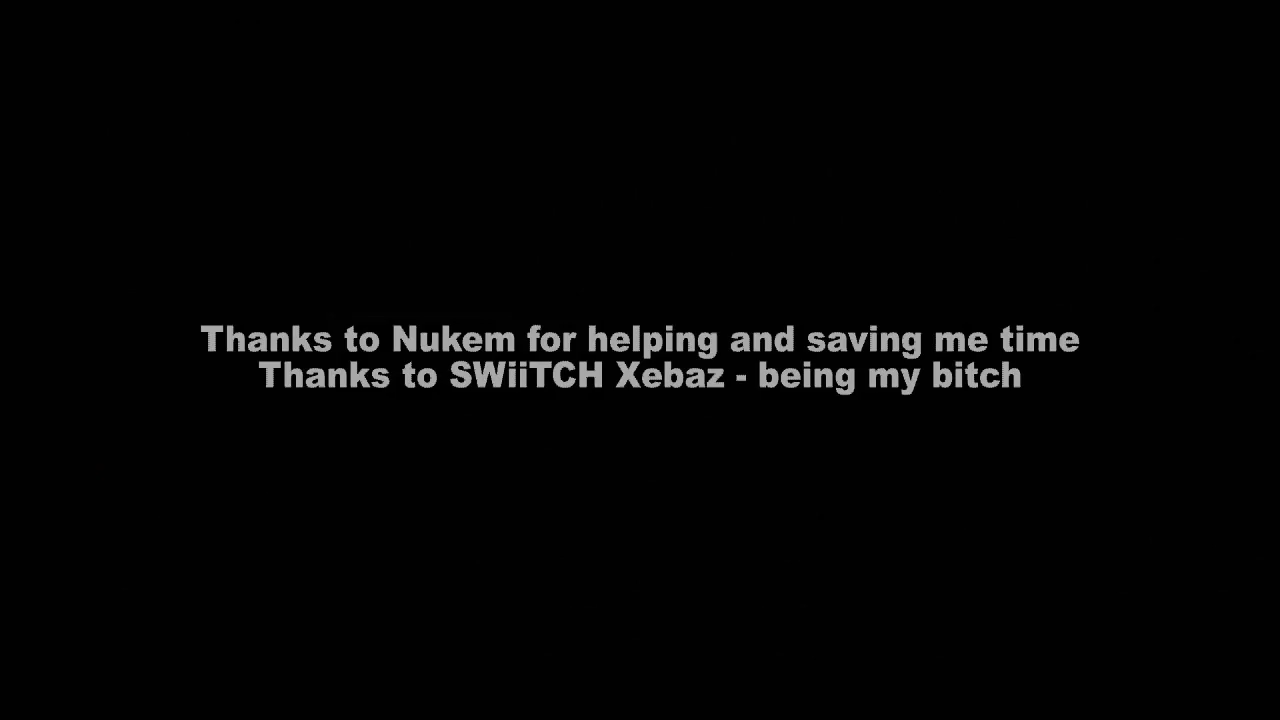 Thanks to Nukem for helping and saving me time
Thanks to SWiiTCH Xebaz - being my bitch